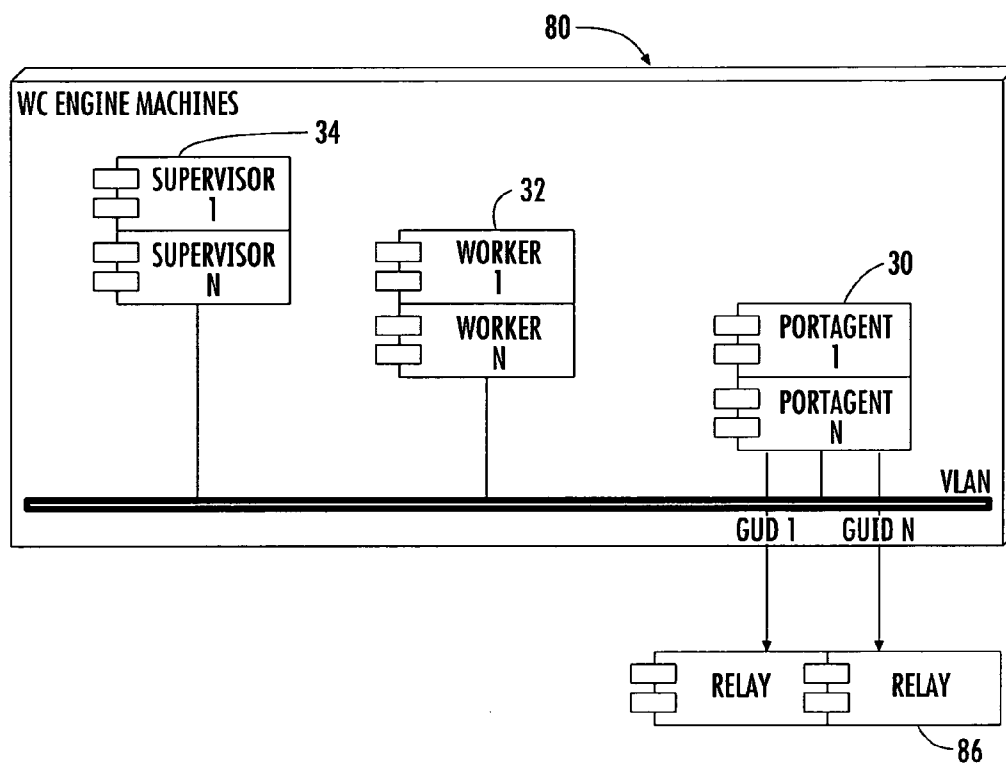 80
WC ENGINE MACHINES
34
SUPERVISOR
1
SUPERVISOR
N
32
WORKER
1
WORKER
N
30
PORTAGENT
1
PORTAGENT
N
VLAN
GUD 1
GUID N
RELAY
RELAY
86